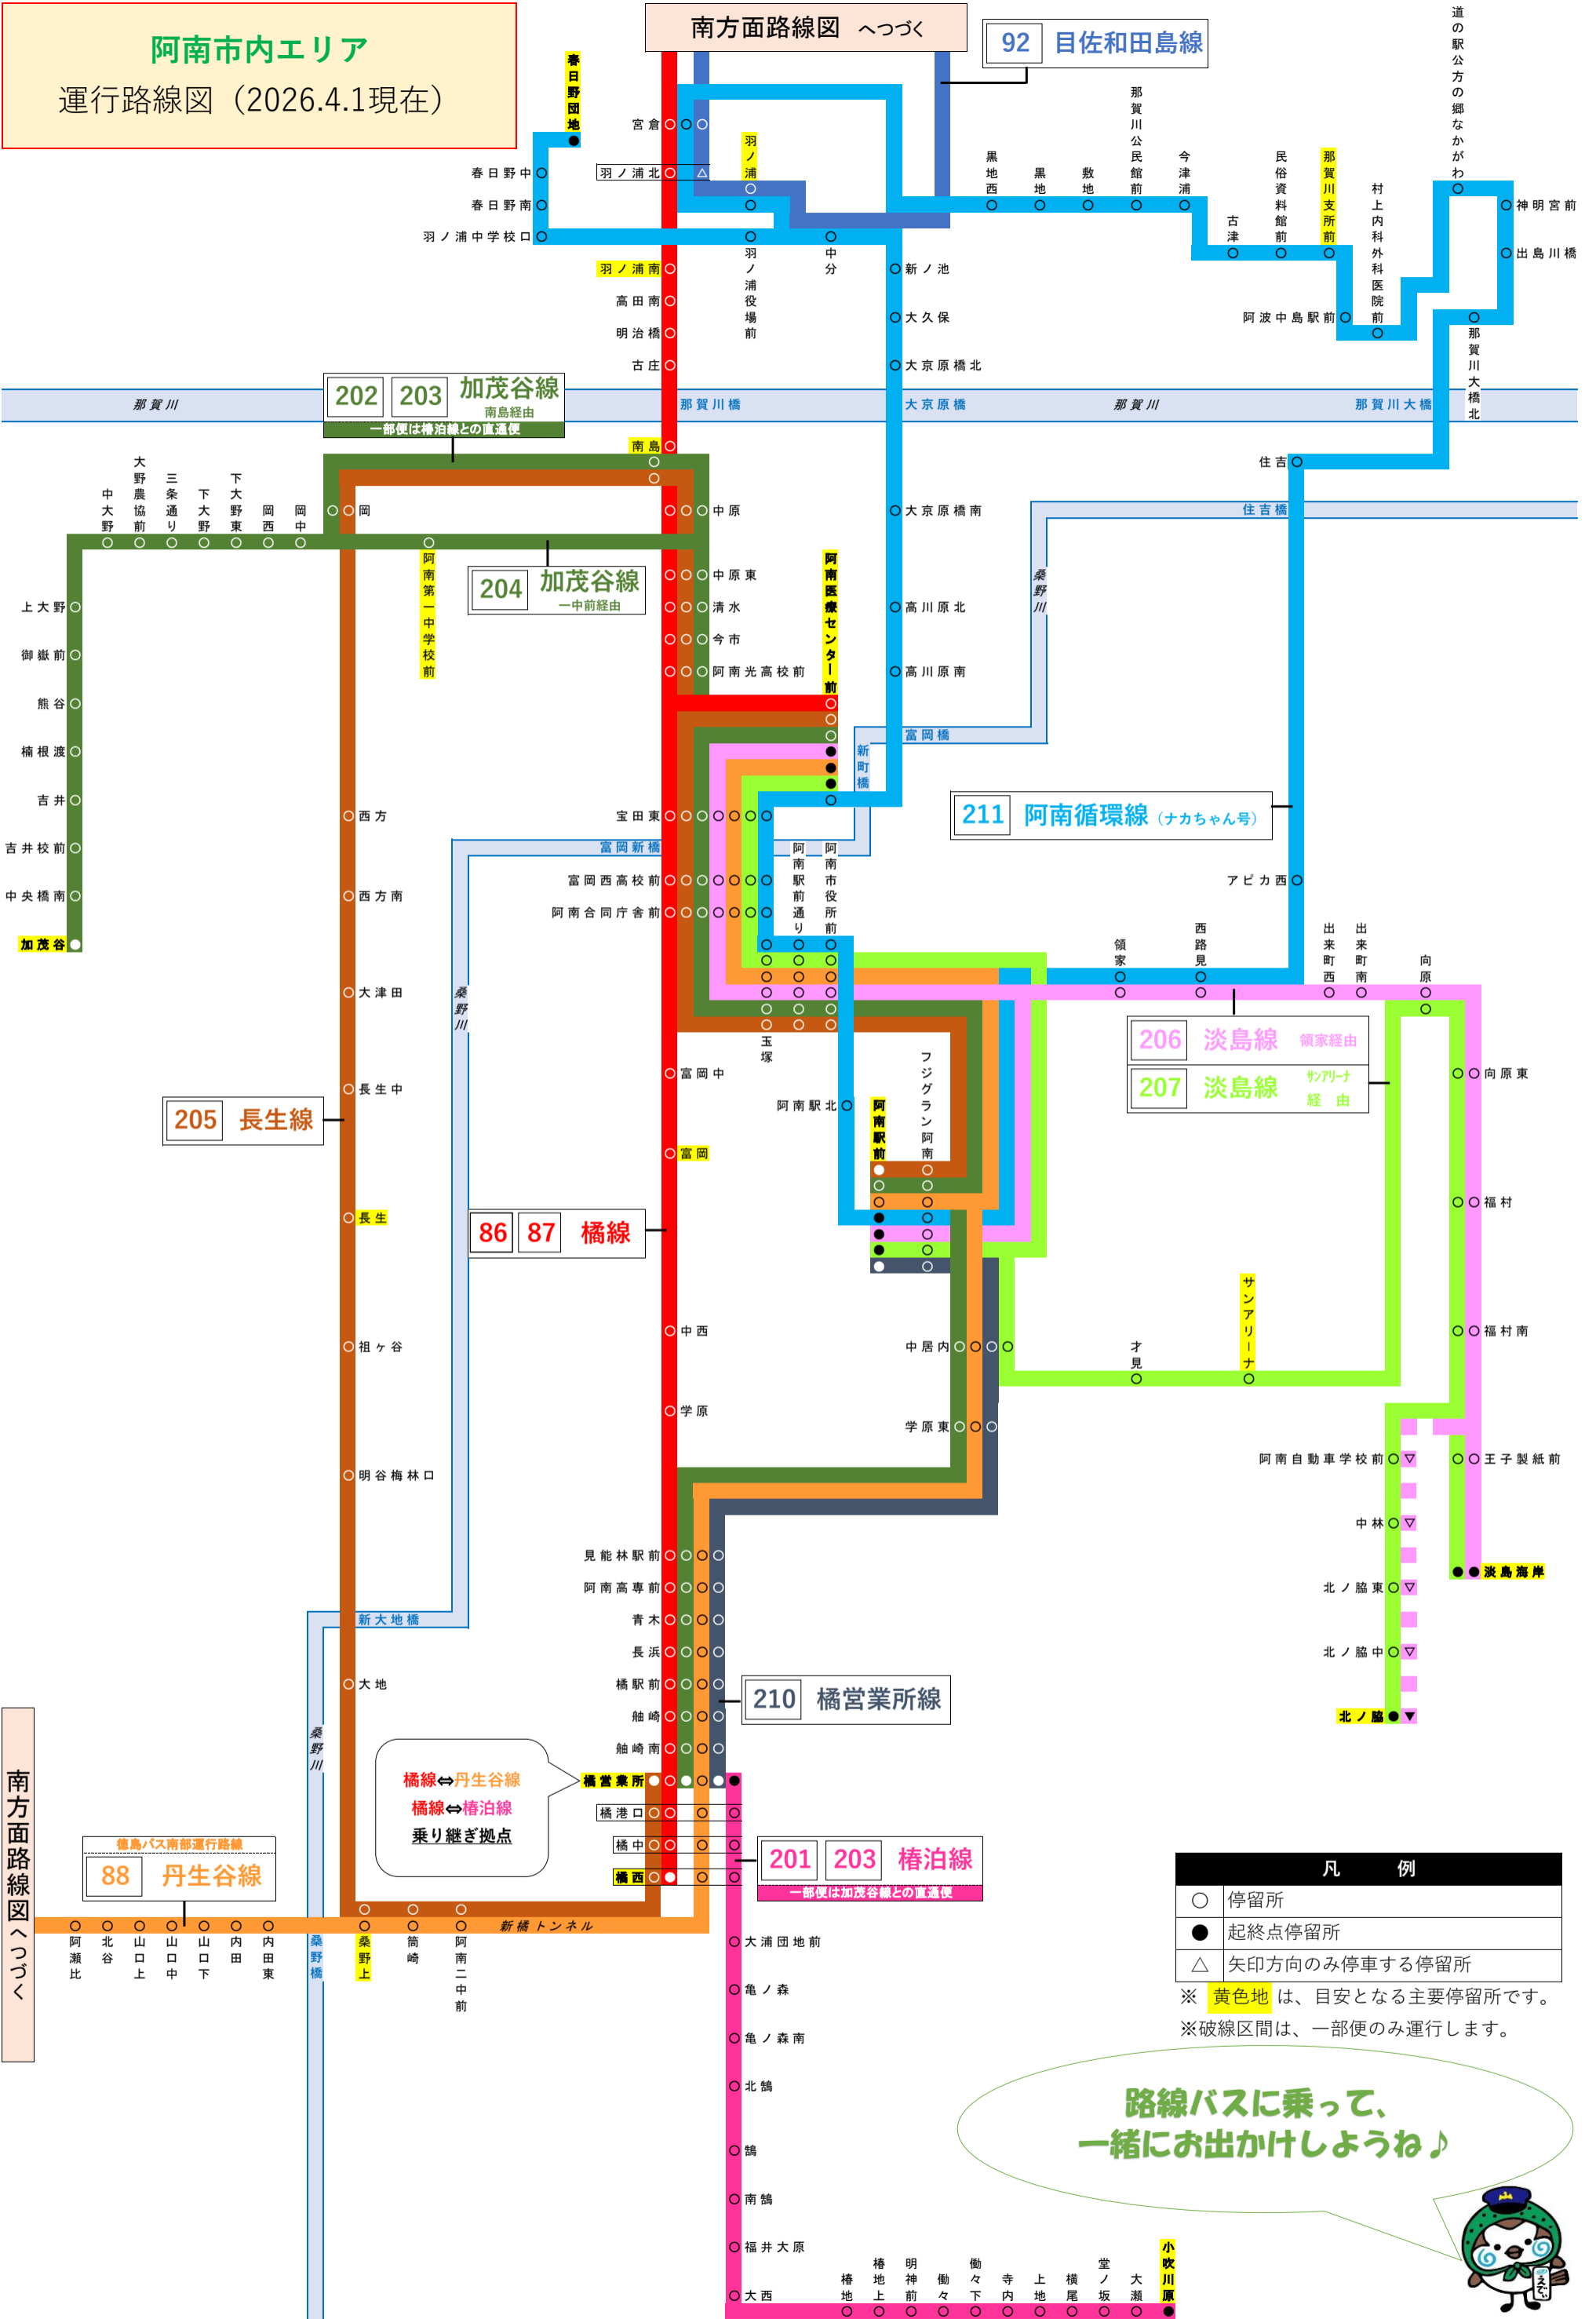 阿南市内エリア
運行路線図（2026.4.1現在）
南方面路線図 へつづく
92 目佐和田島線
道の駅公方の郷なかがわ
春日野団地
宮倉
羽ノ浦北
羽ノ浦
春日野中
春日野南
羽ノ浦中学校口
羽ノ浦役場前
中分
黒地西
黒地
敷地
那賀川公民館前
今津浦
古津
民俗資料館前
那賀川支所前
村上内科外科医院前
阿波中島駅前
神明宮前
出島川橋
那賀川大橋北
羽ノ浦南
高田南
明治橋
古庄
新ノ池
大久保
大京原橋北
那賀川
那賀川橋
大京原橋
那賀川
那賀川大橋
202 203 加茂谷線
南島経由
一部便は椿泊線との直通便
南島
住吉
住吉橋
大京原橋南
中大野
大野農協前
三条通り
下大野
下大野東
岡西
岡中
岡
中原
阿南第一中学校前
204 加茂谷線
一中前経由
中原東
清水
今市
阿南光高校前
阿南医療センター前
桑野川
高川原北
高川原南
上大野
御嶽前
熊谷
楠根渡
吉井
吉井校前
中央橋南
加茂谷
富岡橋
新町橋
西方
宝田東
富岡新橋
富岡西高校前
阿南合同庁舎前
阿南駅前通り
阿南市役所前
211 阿南循環線（ナカちゃん号）
アピカ西
西方南
領家
西路見
出来町西
出来町南
向原
大津田
桑野川
玉塚
206 淡島線 領家経由
207 淡島線 サンアリーナ経由
富岡中
向原東
長生中
阿南駅北
阿南駅前
フジグラン阿南
205 長生線
富岡
福村
長生
86 87 橘線
サンアリーナ
中西
中居内
才見
福村南
祖ヶ谷
学原
学原東
阿南自動車学校前
王子製紙前
明谷梅林口
中林
見能林駅前
淡島海岸
阿南高専前
北ノ脇東
青木
新大地橋
長浜
北ノ脇中
大地
橘駅前
210 橘営業所線
舳崎
北ノ脇
桑野川
舳崎南
橘線⇔丹生谷線
橘線⇔椿泊線
乗り継ぎ拠点
橘営業所
橘港口
橘中
橘西
201 203 椿泊線
一部便は加茂谷線との直通便
南方面路線図へつづく
徳島バス南部運行路線
88 丹生谷線
新橘トンネル
阿瀬比
北谷
山口上
山口中
山口下
内田
内田東
桑野橋
桑野上
筒崎
阿南二中前
凡 例
○ 停留所
● 起終点停留所
△ 矢印方向のみ停車する停留所
※ 黄色地 は、目安となる主要停留所です。
※破線区間は、一部便のみ運行します。
大浦団地前
亀ノ森
亀ノ森南
北鵠
鵠
南鵠
福井大原
大西
路線バスに乗って、
一緒にお出かけしようね♪
椿地
椿地上
明神前
働々
働々下
寺内
上地
横尾
堂ノ坂
大瀬
小吹川原